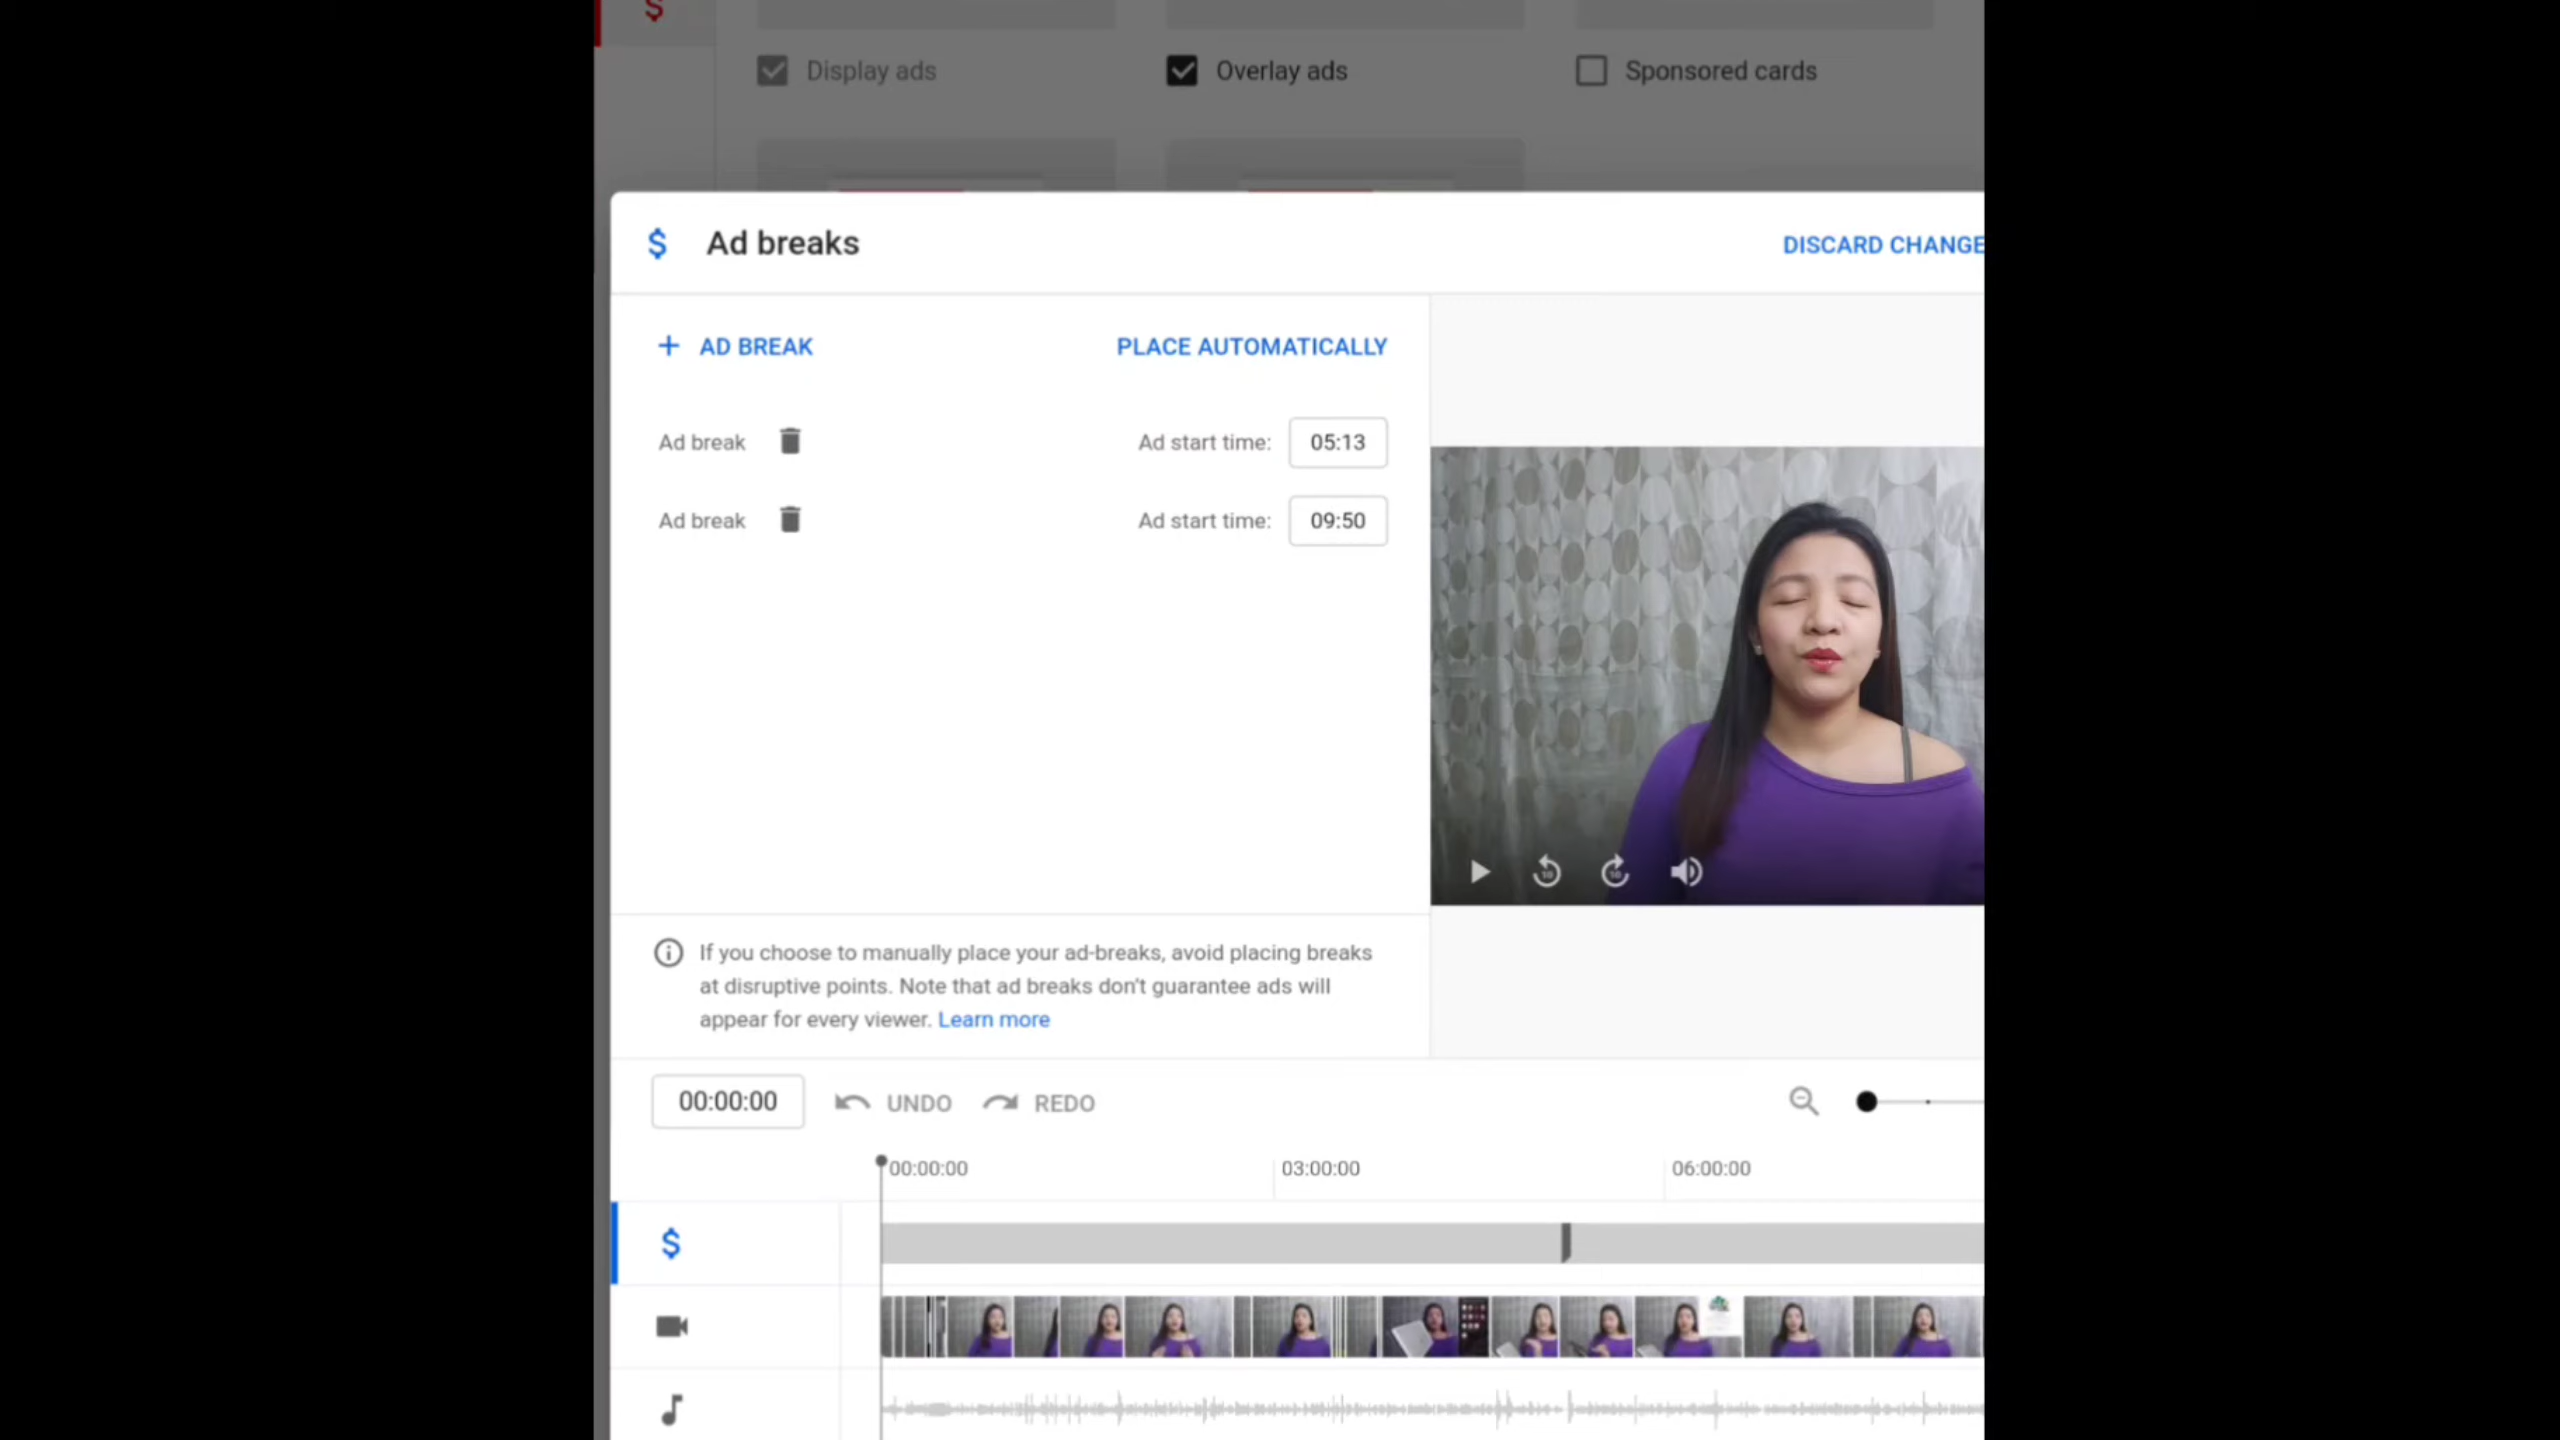 $
Display ads
Overlay ads
Sponsored cards
$ Ad breaks
DISCARD CHANGE
+ AD BREAK
PLACE AUTOMATICALLY
Ad break
Ad start time: 05:13
Ad break
Ad start time: 09:50
10
10
If you choose to manually place your ad-breaks, avoid placing breaks
at disruptive points. Note that ad breaks don't guarantee ads will
appear for every viewer. Learn more
00:00:00
UNDO
REDO
00:00:00
03:00:00
06:00:00
$